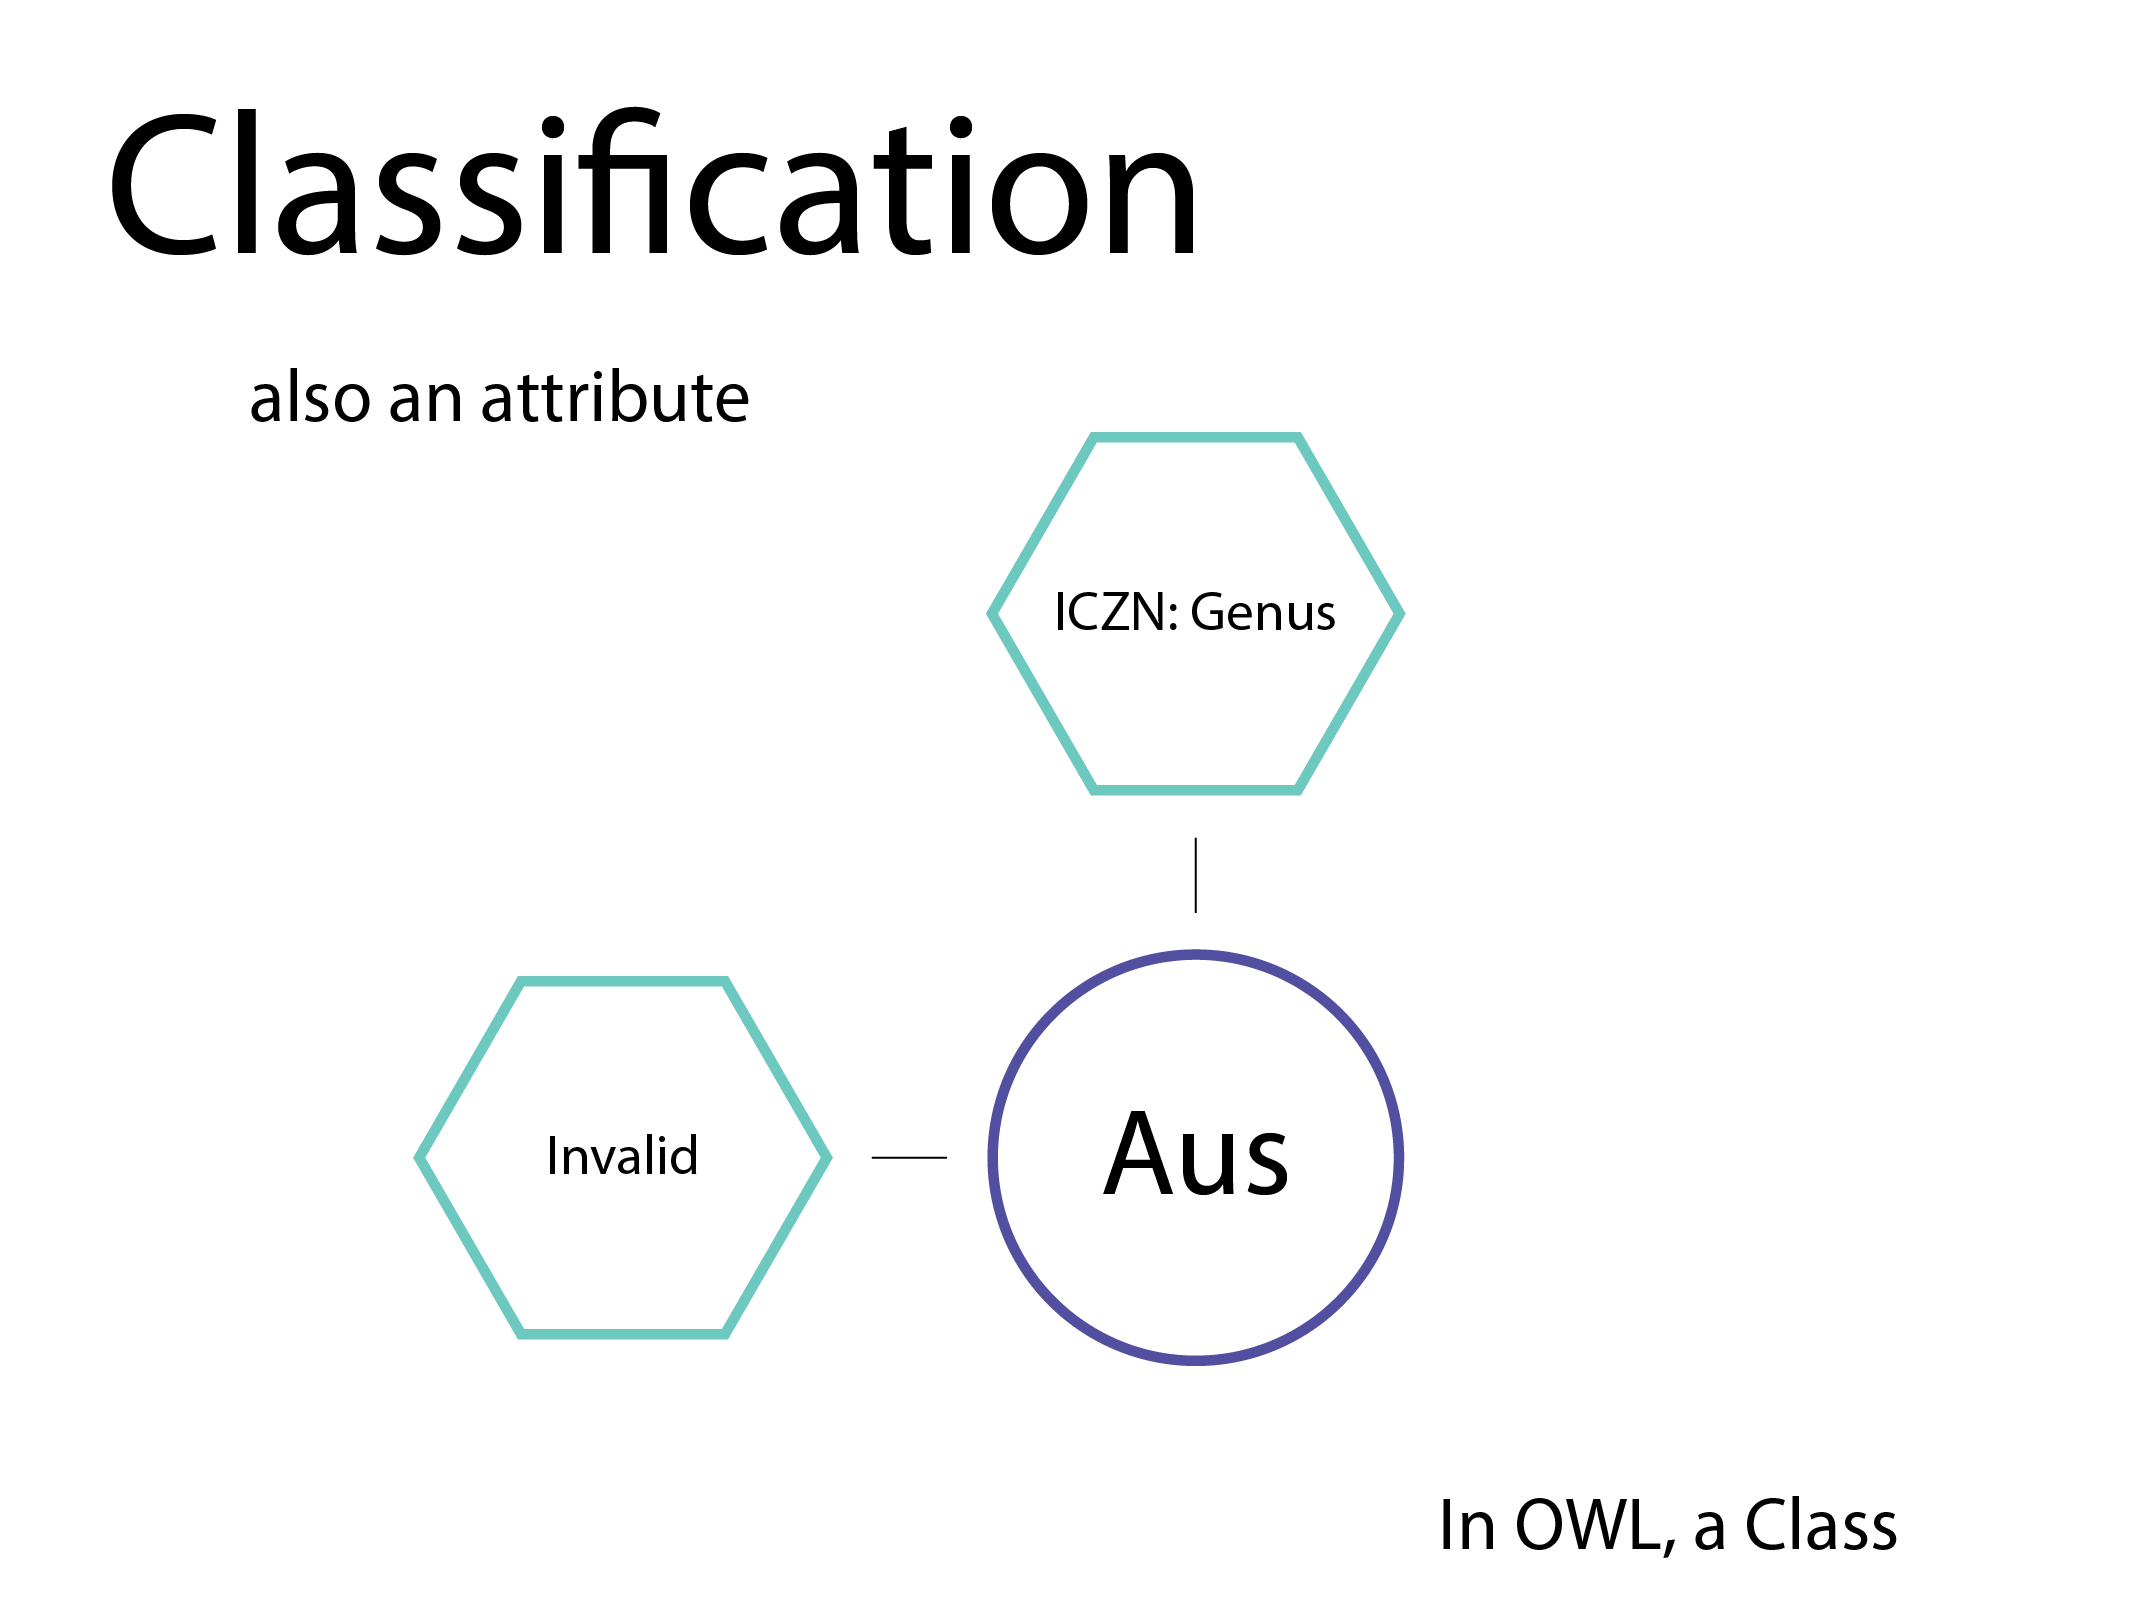 Classification
also an attribute
ICZN: Genus
Invalid
Aus
In OWL, a Class